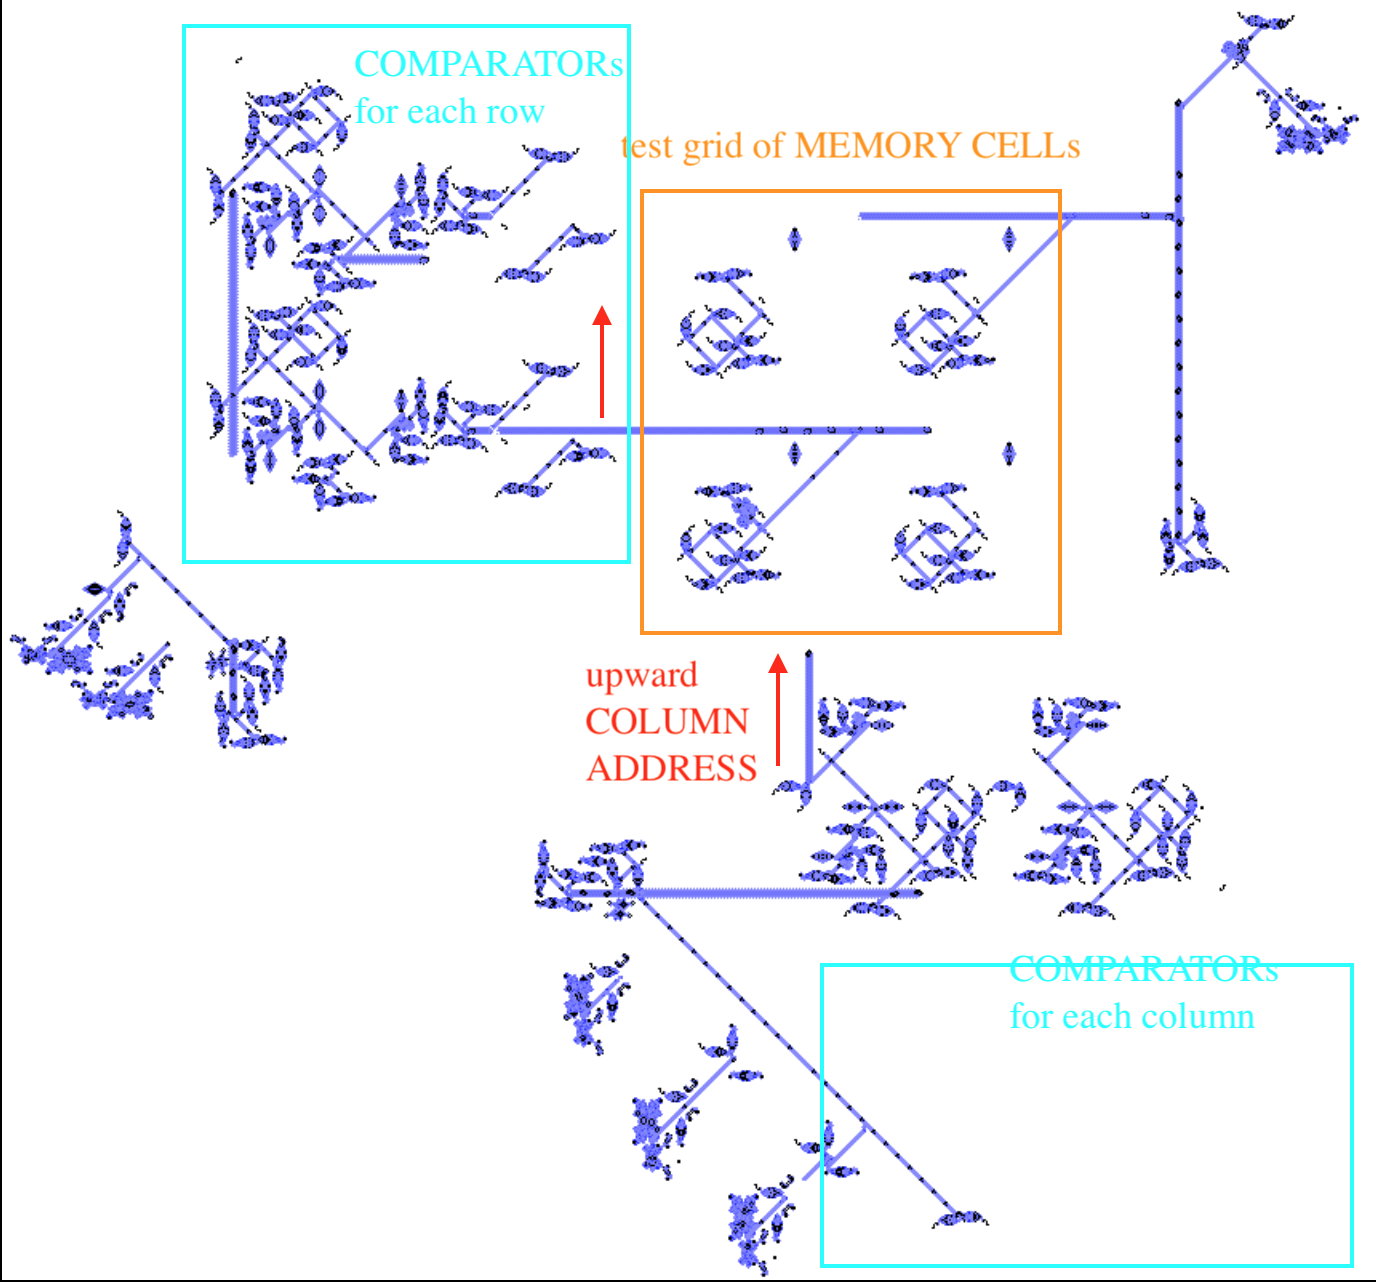 COMPARATORs
for each row
test grid of MEMORY CELLs
upward
COLUMN
ADDRESS
COMPARATORs
for each column